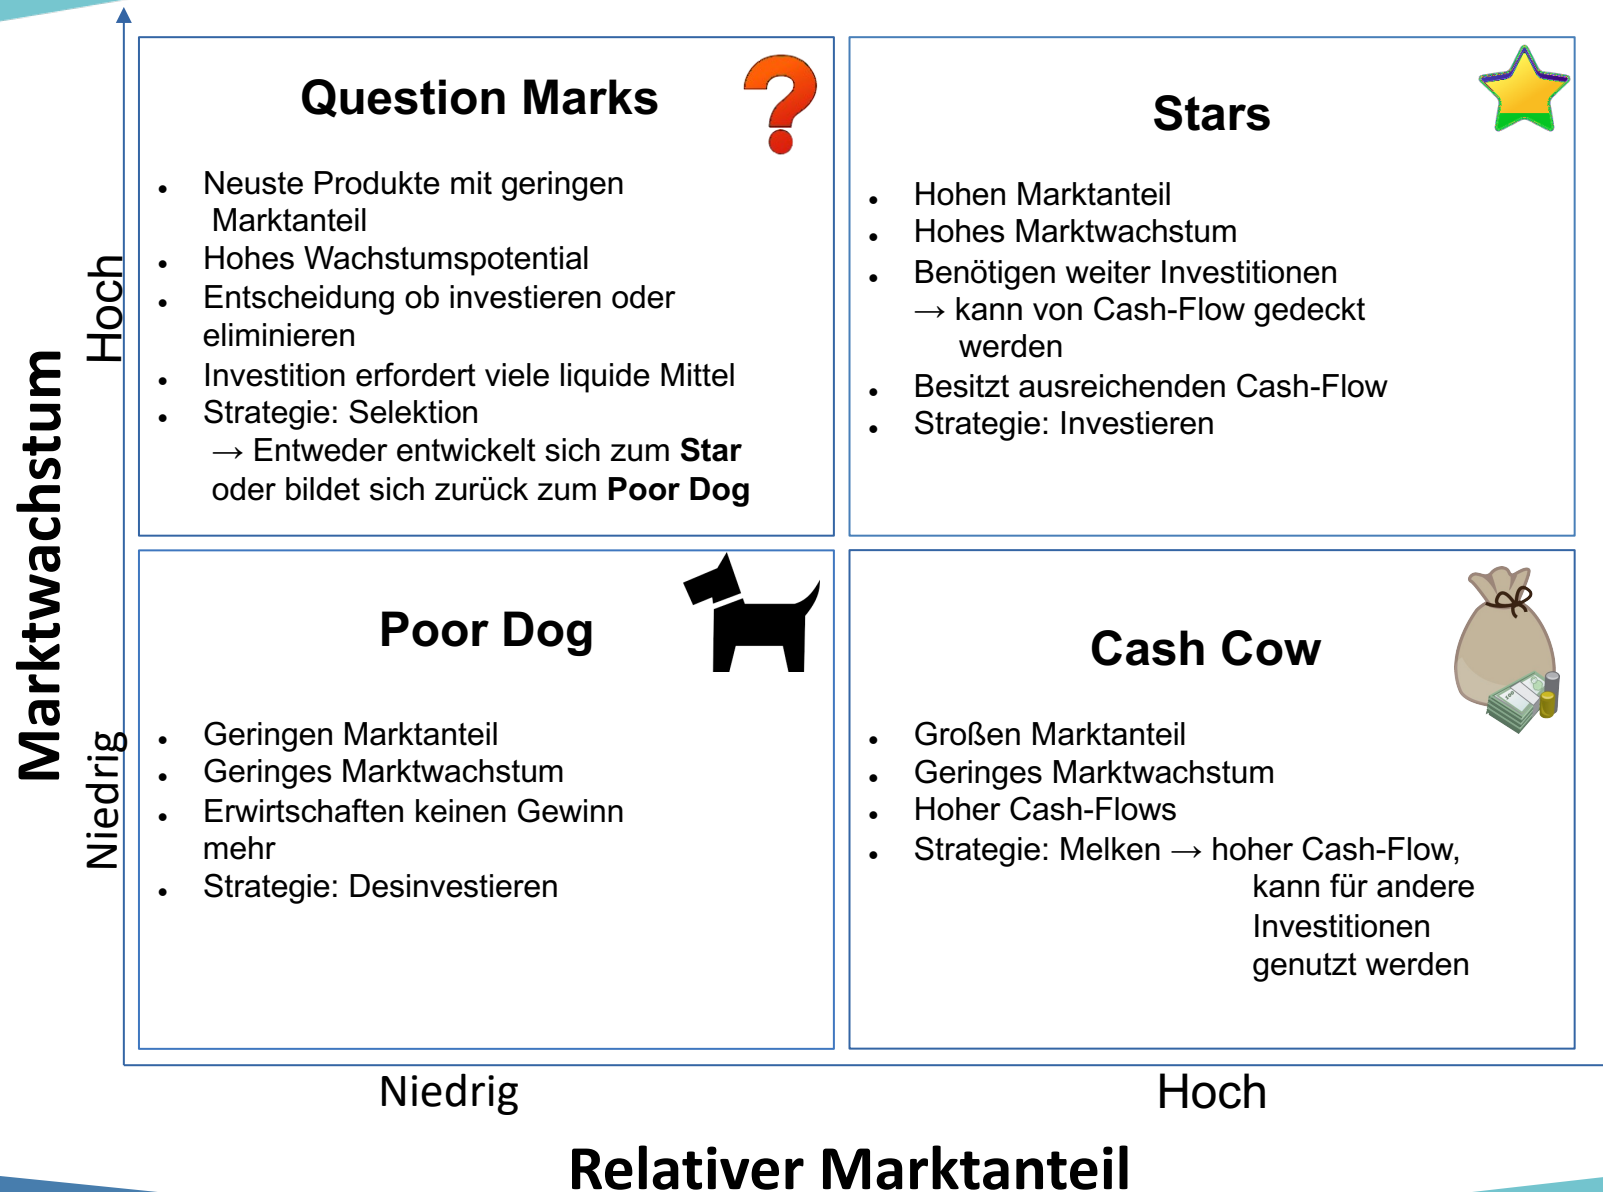 Question Marks
• Neuste Produkte mit geringen
Marktanteil
• Hohes Wachstumspotential
• Entscheidung ob investieren oder
eliminieren
• Investition erfordert viele liquide Mittel
• Strategie: Selektion
→ Entweder entwickelt sich zum Star
oder bildet sich zurück zum Poor Dog
Stars
• Hohen Marktanteil
• Hohes Marktwachstum
• Benötigen weiter Investitionen
→ kann von Cash-Flow gedeckt
werden
• Besitzt ausreichenden Cash-Flow
• Strategie: Investieren
Marktwachstum
Hoch
Niedrig
Poor Dog
• Geringen Marktanteil
• Geringes Marktwachstum
• Erwirtschaften keinen Gewinn
mehr
• Strategie: Desinvestieren
Cash Cow
• Großen Marktanteil
• Geringes Marktwachstum
• Hoher Cash-Flows
• Strategie: Melken → hoher Cash-Flow,
kann für andere
Investitionen
genutzt werden
Niedrig
Hoch
Relativer Marktanteil